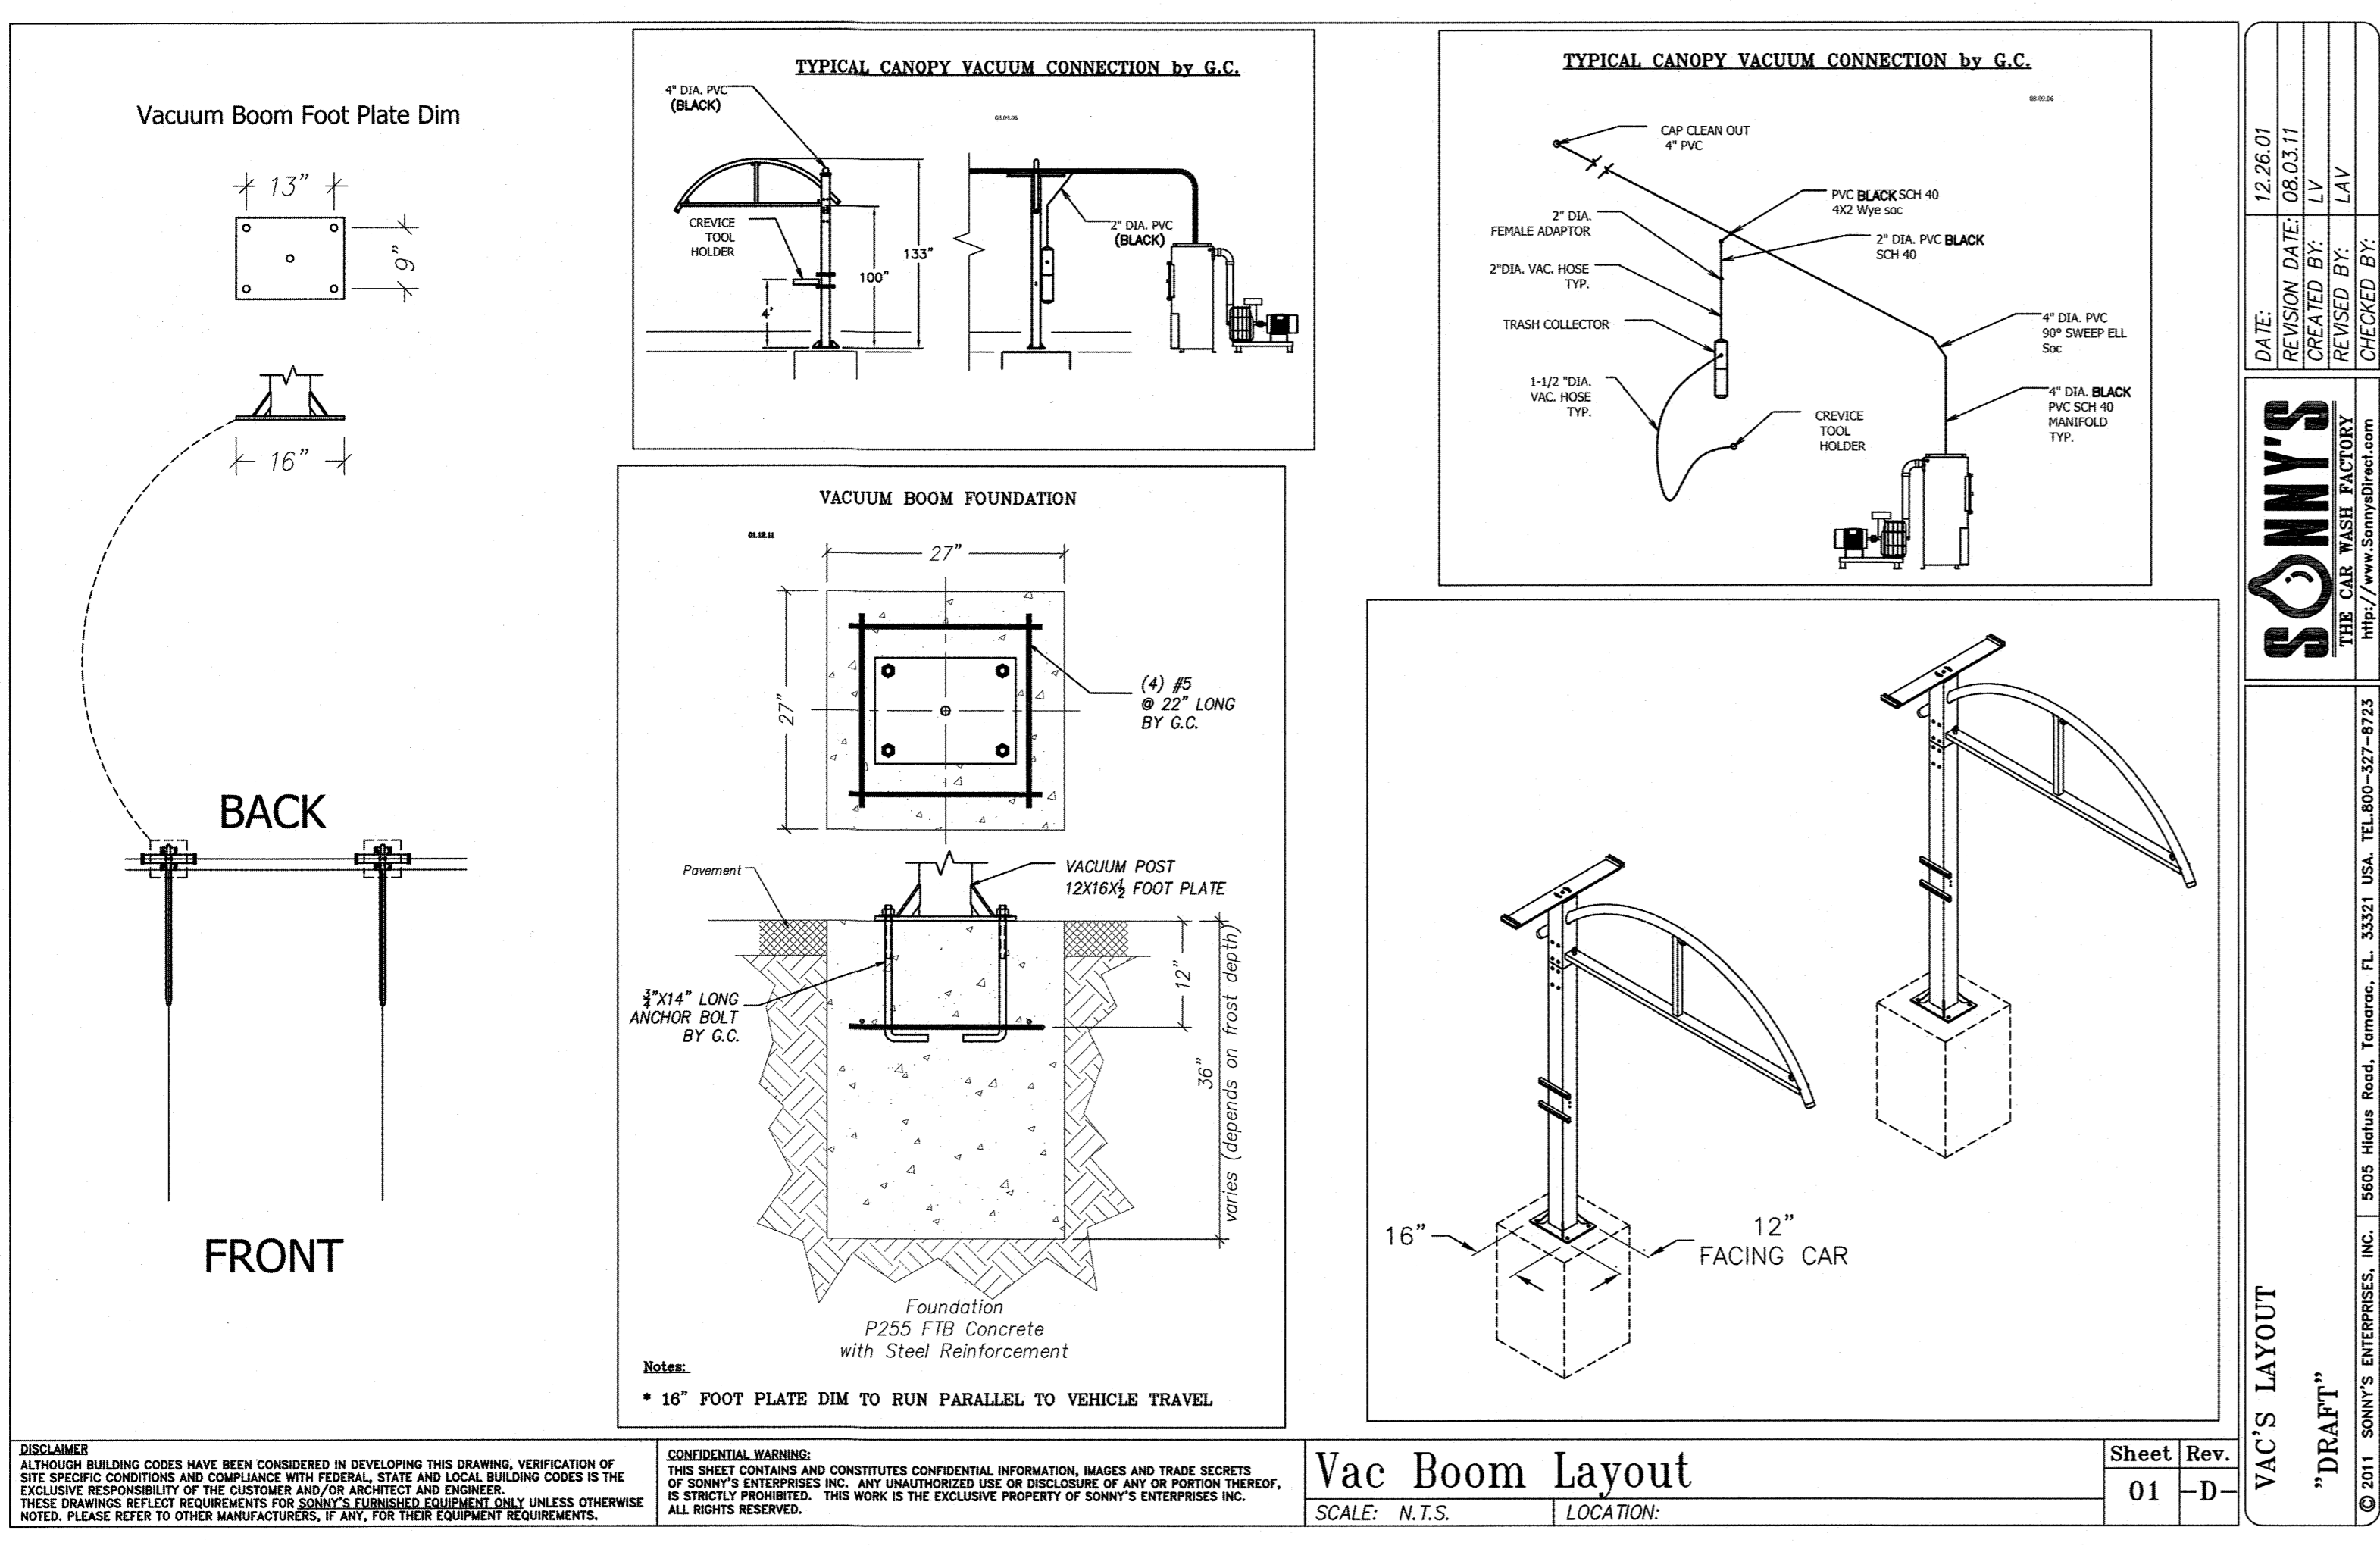 Vacuum Boom Foot Plate Dim
13"
9"
16"
BACK
FRONT
TYPICAL CANOPY VACUUM CONNECTION by G.C.
08.09.06
4" DIA. PVC
(BLACK)
CREVICE
TOOL
HOLDER
4'
100"
133"
2" DIA. PVC
(BLACK)
VACUUM BOOM FOUNDATION
01.12.11
27"
27"
(4) #5
@ 22" LONG
BY G.C.
Pavement
VACUUM POST
12X16X1/2 FOOT PLATE
3/4"X14" LONG
ANCHOR BOLT
BY G.C.
12"
36"
varies (depends on frost depth)
Foundation
P255 FTB Concrete
with Steel Reinforcement
Notes:
* 16" FOOT PLATE DIM TO RUN PARALLEL TO VEHICLE TRAVEL
TYPICAL CANOPY VACUUM CONNECTION by G.C.
08.09.06
CAP CLEAN OUT
4" PVC
PVC BLACK SCH 40
4X2 Wye soc
2" DIA.
FEMALE ADAPTOR
2" DIA. PVC BLACK
SCH 40
2"DIA. VAC. HOSE
TYP.
TRASH COLLECTOR
4" DIA. PVC
90° SWEEP ELL
Soc
1-1/2 "DIA.
VAC. HOSE
TYP.
4" DIA. BLACK
PVC SCH 40
MANIFOLD
TYP.
CREVICE
TOOL
HOLDER
16"
12"
FACING CAR
DISCLAIMER
ALTHOUGH BUILDING CODES HAVE BEEN CONSIDERED IN DEVELOPING THIS DRAWING, VERIFICATION OF
SITE SPECIFIC CONDITIONS AND COMPLIANCE WITH FEDERAL, STATE AND LOCAL BUILDING CODES IS THE
EXCLUSIVE RESPONSIBILITY OF THE CUSTOMER AND/OR ARCHITECT AND ENGINEER.
THESE DRAWINGS REFLECT REQUIREMENTS FOR SONNY'S FURNISHED EQUIPMENT ONLY UNLESS OTHERWISE
NOTED. PLEASE REFER TO OTHER MANUFACTURERS, IF ANY, FOR THEIR EQUIPMENT REQUIREMENTS.
CONFIDENTIAL WARNING:
THIS SHEET CONTAINS AND CONSTITUTES CONFIDENTIAL INFORMATION, IMAGES AND TRADE SECRETS
OF SONNY'S ENTERPRISES INC. ANY UNAUTHORIZED USE OR DISCLOSURE OF ANY OR PORTION THEREOF,
IS STRICTLY PROHIBITED. THIS WORK IS THE EXCLUSIVE PROPERTY OF SONNY'S ENTERPRISES INC.
ALL RIGHTS RESERVED.
Vac Boom Layout
SCALE: N.T.S.
LOCATION:
Sheet
01
Rev.
-D-
DATE: 12.26.01
REVISION DATE: 08.03.11
CREATED BY: LV
REVISED BY: LAV
CHECKED BY:
SONNY'S
THE CAR WASH FACTORY
http://www.SonnysDirect.com
VAC'S LAYOUT
"DRAFT"
© 2011 SONNY'S ENTERPRISES, INC. 5605 Hiatus Road, Tamarac, FL. 33321 USA. TEL.800-327-8723